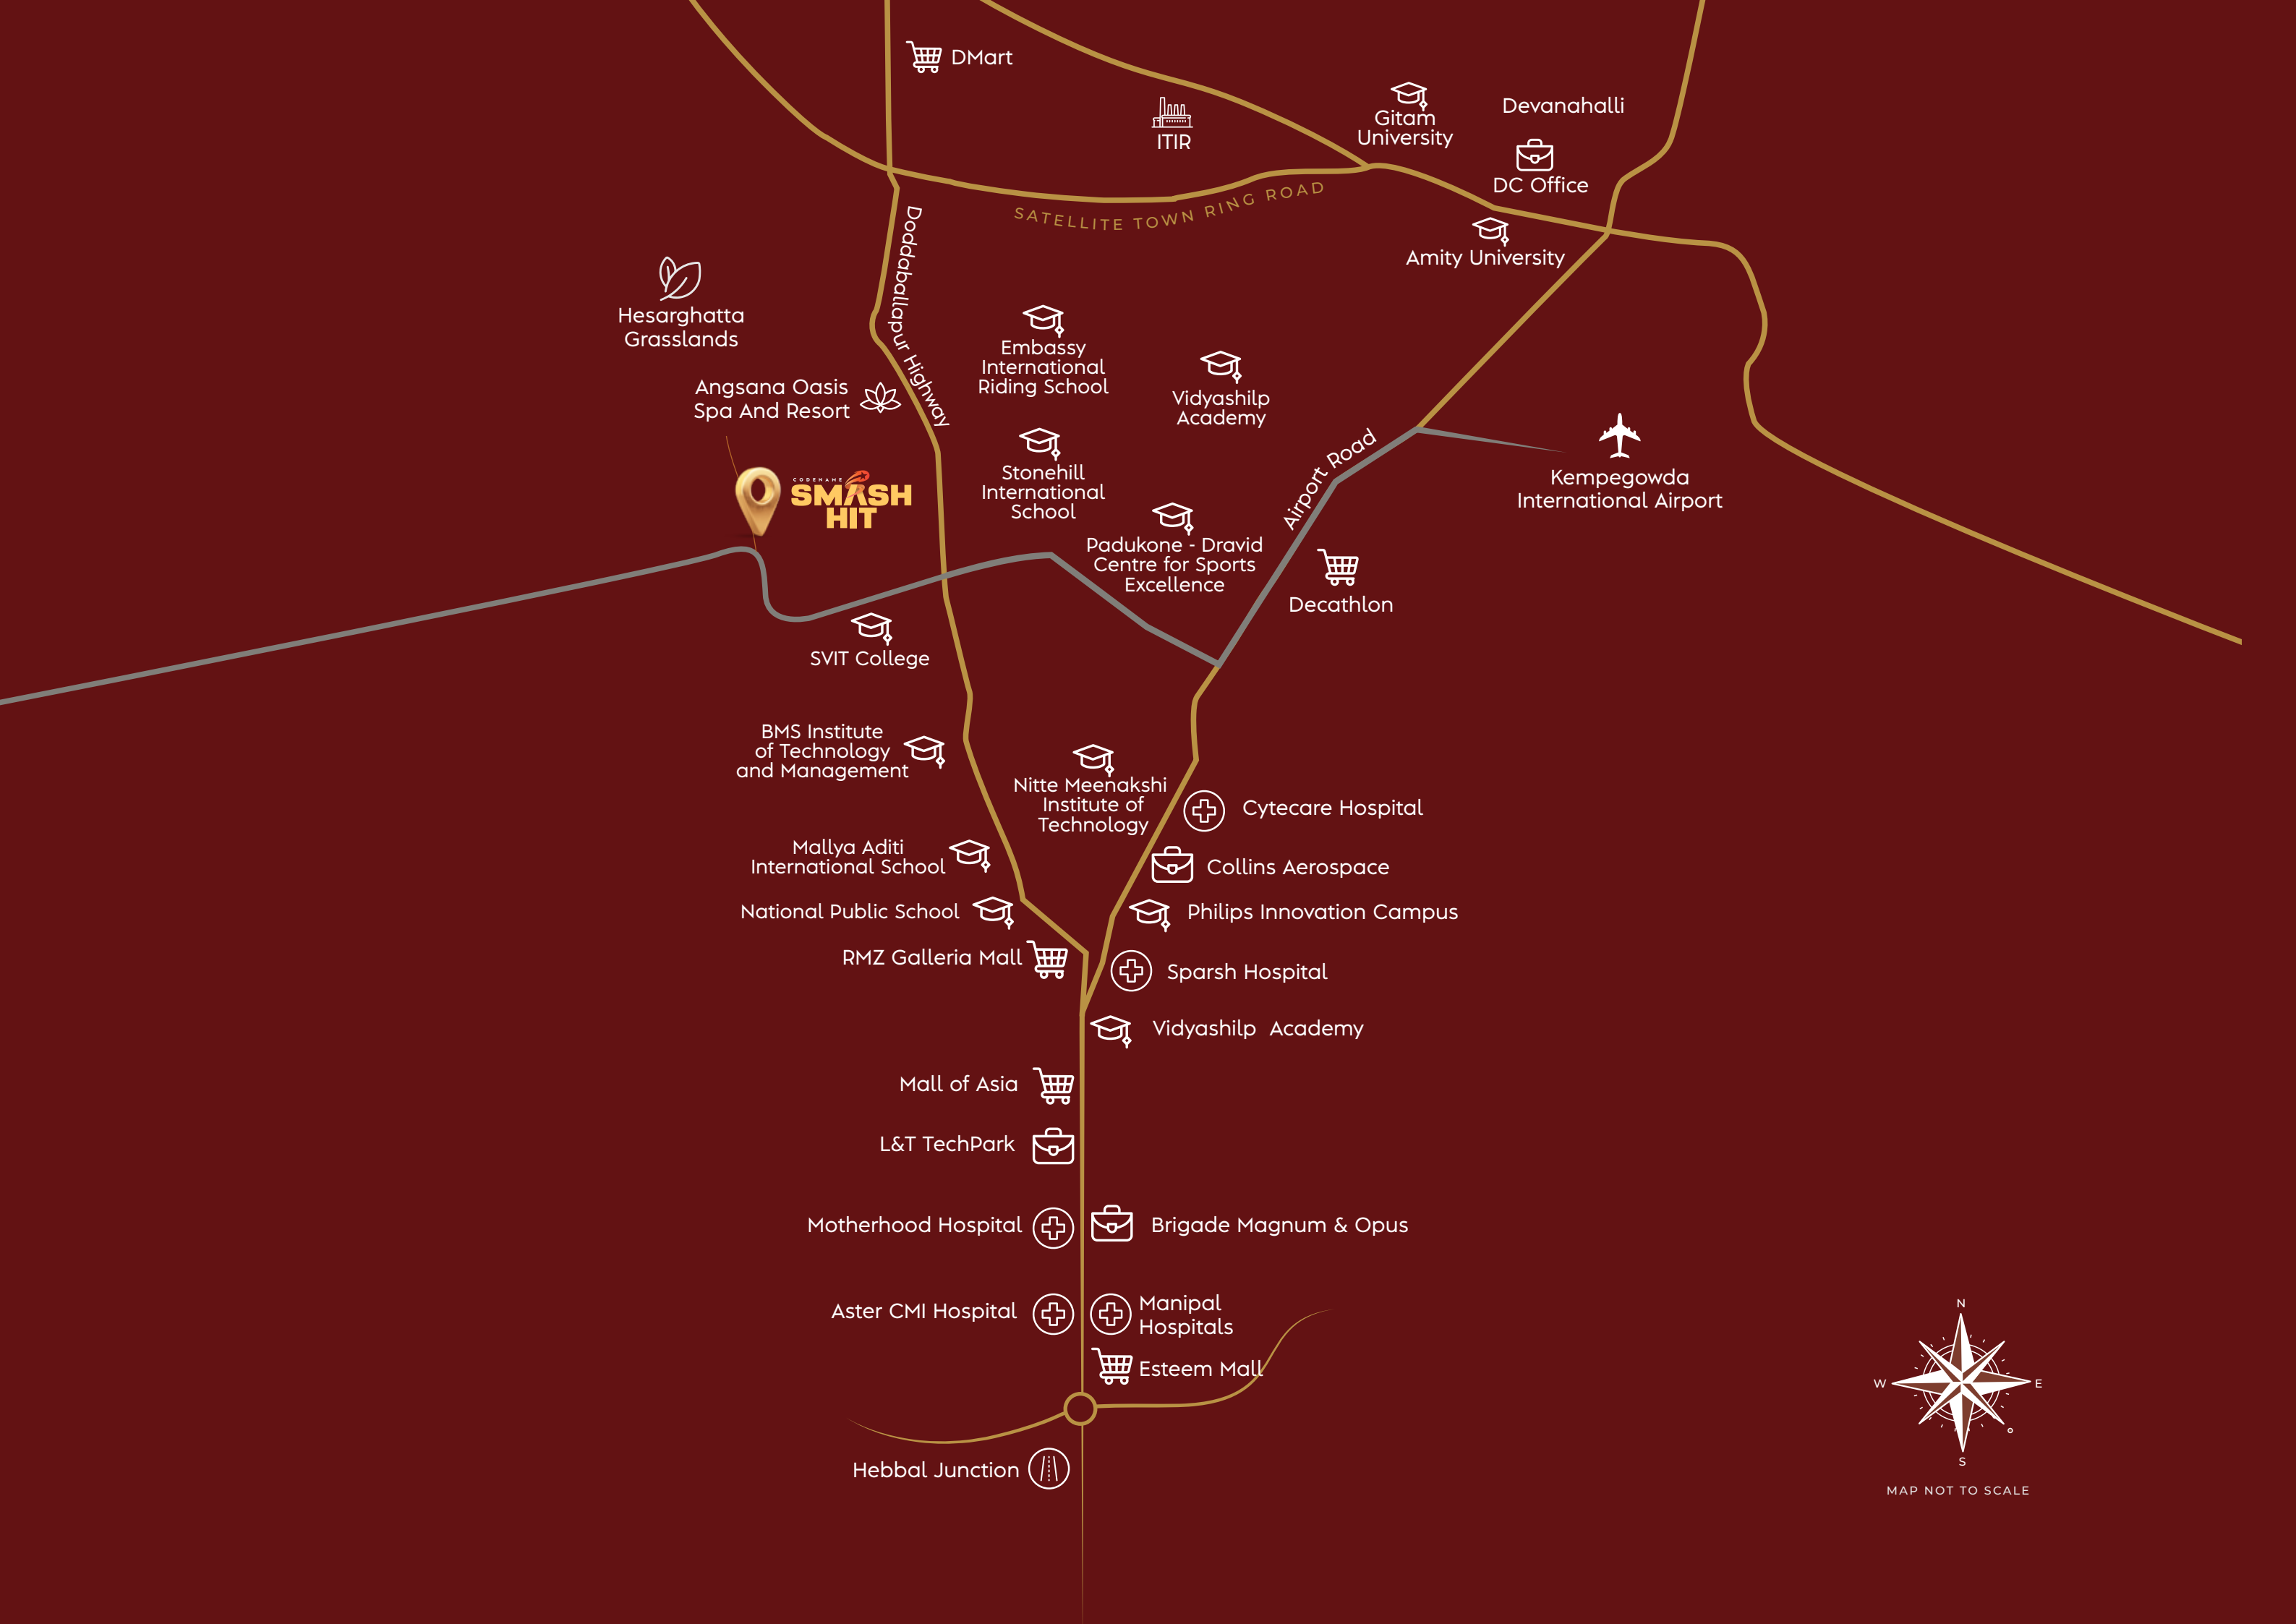 DMart
ITIR
Gitam
University
Devanahalli
DC Office
SATELLITE TOWN RING ROAD
Amity University
Doddaballapur Highway
Hesarghatta
Grasslands
Embassy
International
Riding School
Vidyashilp
Academy
Angsana Oasis
Spa And Resort
Stonehill
International
School
Airport Road
Kempegowda
International Airport
CODENAME
SMASH
HIT
Padukone - Dravid
Centre for Sports
Excellence
Decathlon
SVIT College
BMS Institute
of Technology
and Management
Nitte Meenakshi
Institute of
Technology
Cytecare Hospital
Mallya Aditi
International School
Collins Aerospace
National Public School
Philips Innovation Campus
RMZ Galleria Mall
Sparsh Hospital
Vidyashilp Academy
Mall of Asia
L&T TechPark
Motherhood Hospital
Brigade Magnum & Opus
Aster CMI Hospital
Manipal
Hospitals
Esteem Mall
Hebbal Junction
N
W
E
S
MAP NOT TO SCALE